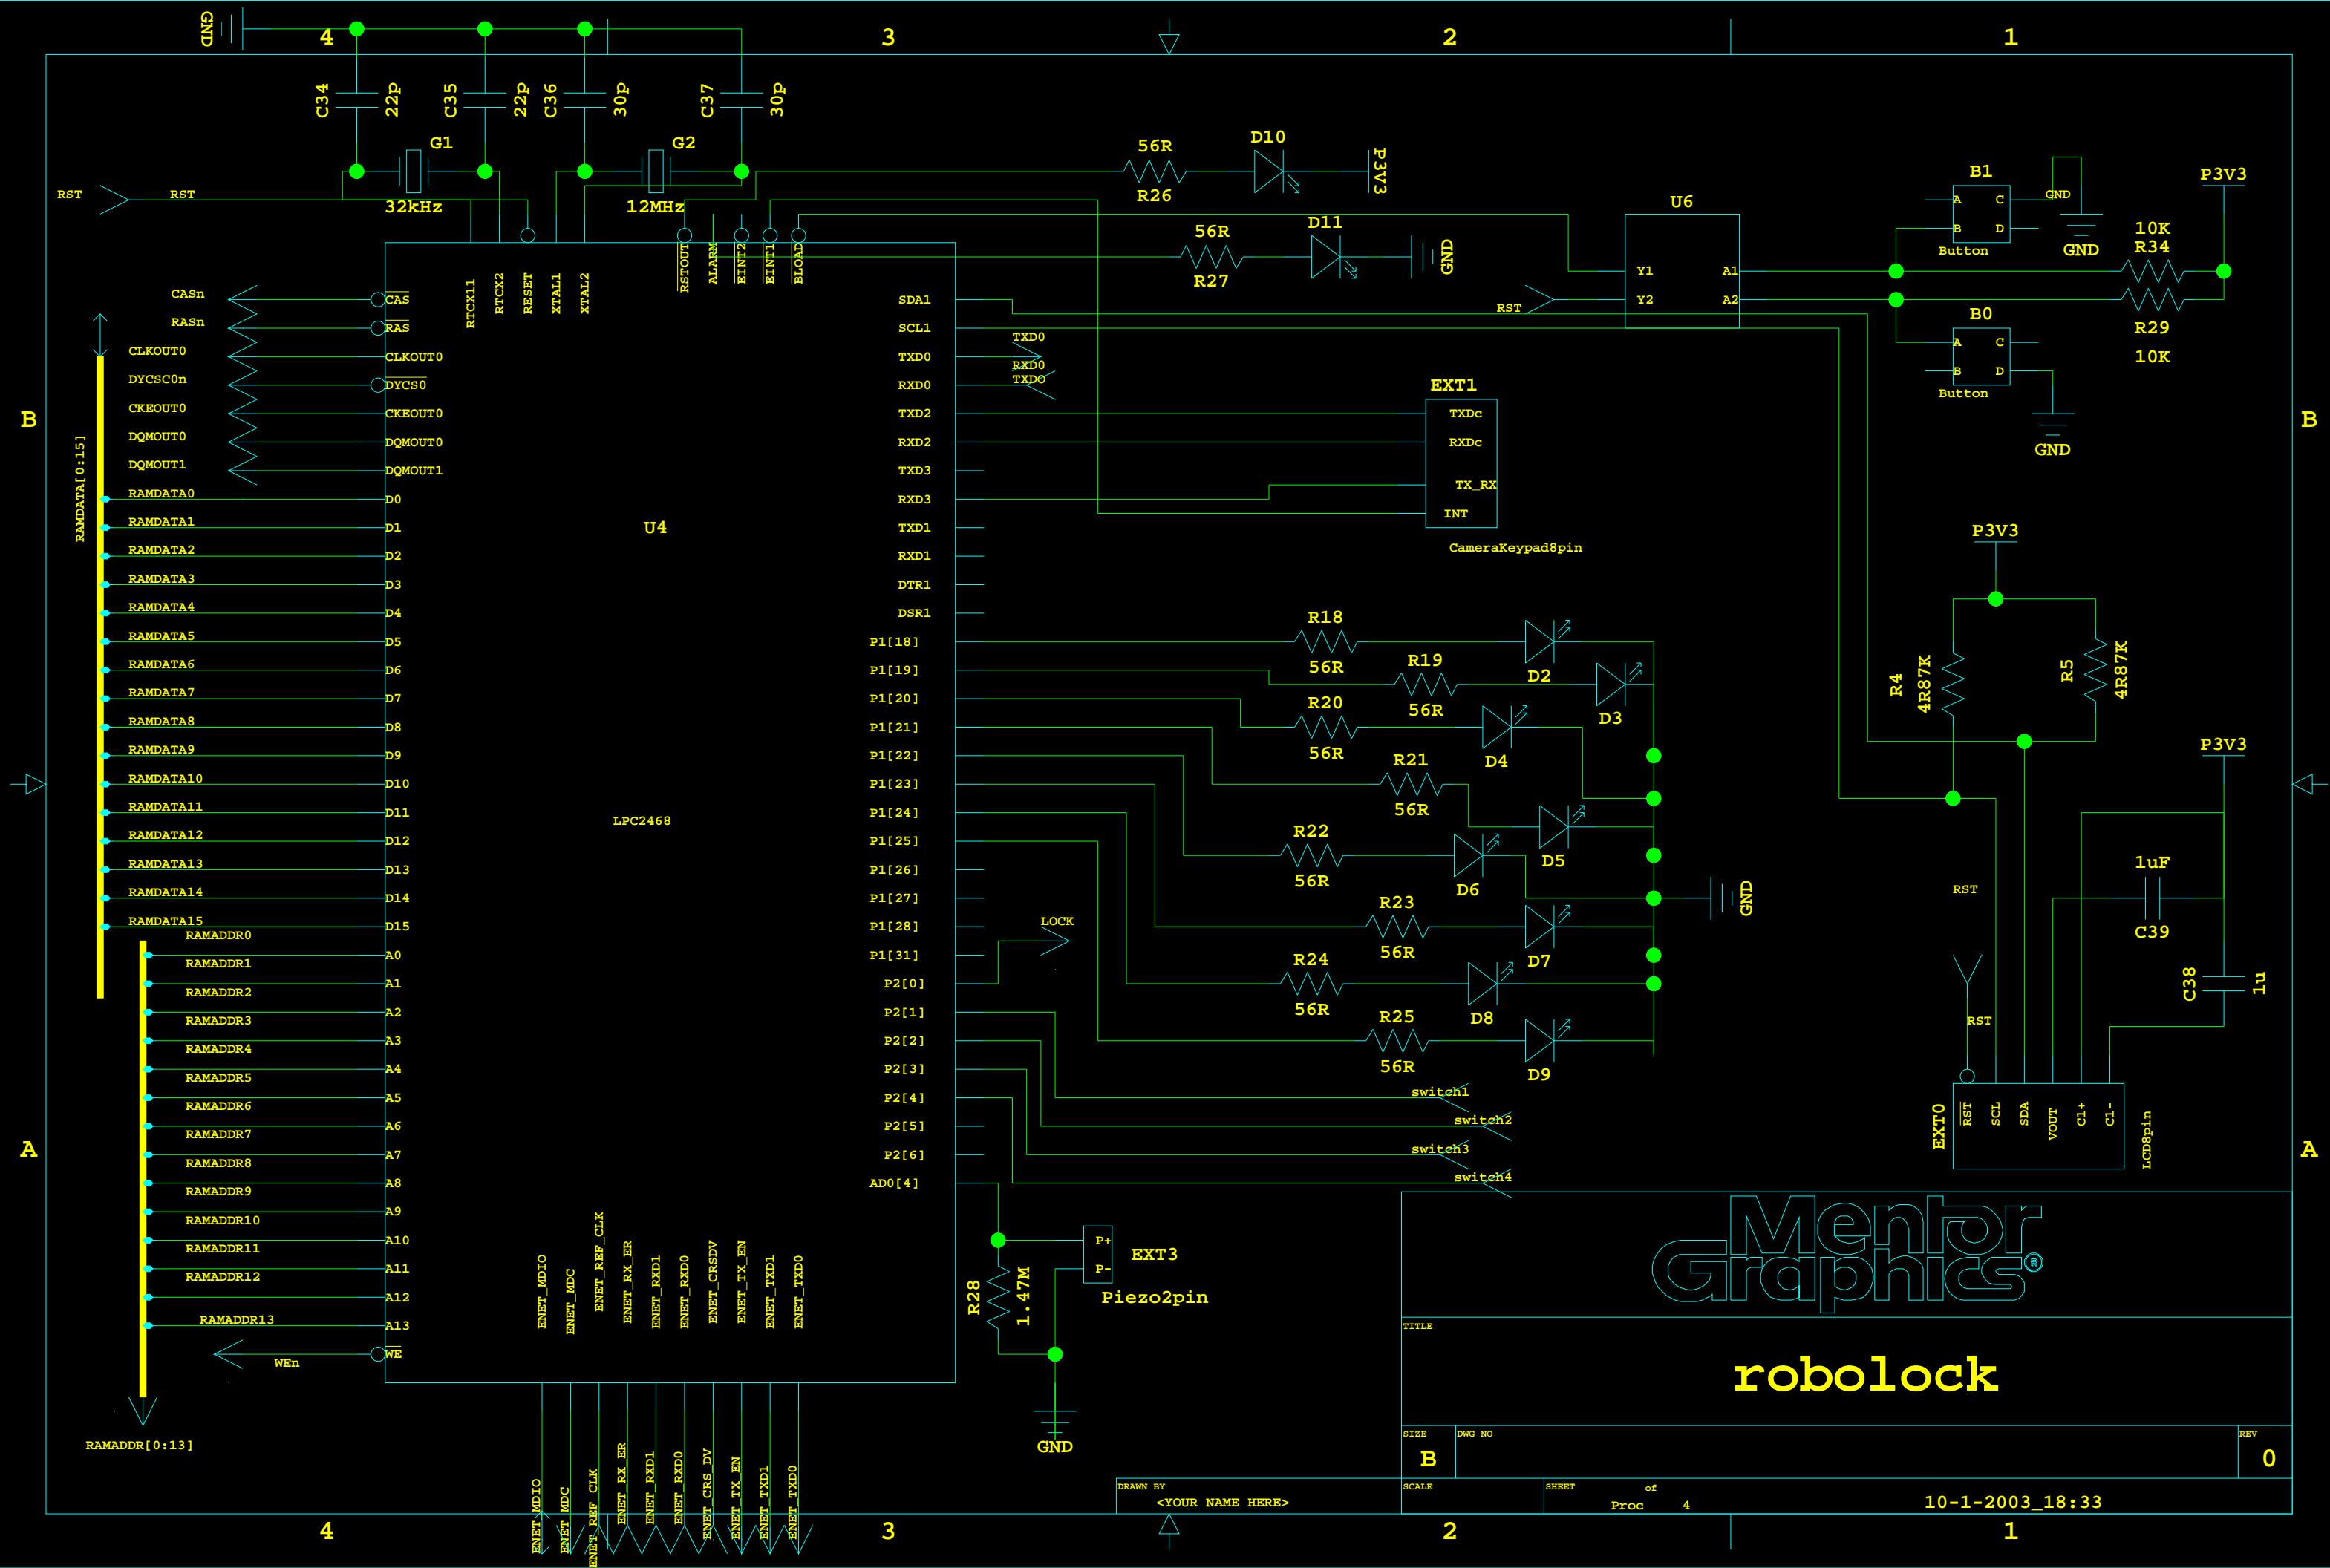 GND
4
3
2
1
C34
22p
C35
22p
C36
30p
C37
30p
G1
32kHz
G2
12MHz
RST
RST
56R
R26
D10
P3V3
56R
R27
D11
GND
U6
Y1
Y2
A1
A2
RST
B1
A
B
C
D
Button
GND
GND
P3V3
10K
R34
R29
10K
B0
A
B
C
D
Button
GND
RTCX11
RTCX2
RESET
XTAL1
XTAL2
RSTOUT
ALARM
EINT2
EINT1
BLOAD
CASn
RASn
CLKOUT0
DYCSC0n
CKEOUT0
DQMOUT0
DQMOUT1
CAS
RAS
CLKOUT0
DYCS0
CKEOUT0
DQMOUT0
DQMOUT1
B
B
RAMDATA[0:15]
RAMDATA0
RAMDATA1
RAMDATA2
RAMDATA3
RAMDATA4
RAMDATA5
RAMDATA6
RAMDATA7
RAMDATA8
RAMDATA9
RAMDATA10
RAMDATA11
RAMDATA12
RAMDATA13
RAMDATA14
RAMDATA15
D0
D1
D2
D3
D4
D5
D6
D7
D8
D9
D10
D11
D12
D13
D14
D15
RAMADDR0
RAMADDR1
RAMADDR2
RAMADDR3
RAMADDR4
RAMADDR5
RAMADDR6
RAMADDR7
RAMADDR8
RAMADDR9
RAMADDR10
RAMADDR11
RAMADDR12
RAMADDR13
A0
A1
A2
A3
A4
A5
A6
A7
A8
A9
A10
A11
A12
A13
WE
WEn
RAMADDR[0:13]
U4
LPC2468
SDA1
SCL1
TXD0
RXD0
TXD2
RXD2
TXD3
RXD3
TXD1
RXD1
DTR1
DSR1
P1[18]
P1[19]
P1[20]
P1[21]
P1[22]
P1[23]
P1[24]
P1[25]
P1[26]
P1[27]
P1[28]
P1[31]
P2[0]
P2[1]
P2[2]
P2[3]
P2[4]
P2[5]
P2[6]
AD0[4]
TXD0
RXD0
TXDO
EXT1
TXDc
RXDc
TX_RX
INT
CameraKeypad8pin
R18
56R
D2
R19
56R
D3
R20
56R
D4
R21
56R
D5
R22
56R
D6
R23
56R
D7
R24
56R
D8
R25
56R
D9
GND
LOCK
switch1
switch2
switch3
switch4
P3V3
R4
4R87K
R5
4R87K
P3V3
1uF
C39
C38
1u
RST
RST
EXT0
RST
SCL
SDA
VOUT
C1+
C1-
LCD8pin
A
A
P+
P-
EXT3
Piezo2pin
R28
1.47M
GND
ENET_MDIO
ENET_MDC
ENET_REF_CLK
ENET_RX_ER
ENET_RXD1
ENET_RXD0
ENET_CRSDV
ENET_TX_EN
ENET_TXD1
ENET_TXD0
ENET_MDIO
ENET_MDC
ENET_REF_CLK
ENET_RX_ER
ENET_RXD1
ENET_RXD0
ENET_CRS_DV
ENET_TX_EN
ENET_TXD1
ENET_TXD0
Mentor
Graphics®
TITLE
robolock
SIZE
B
DWG NO
REV
0
DRAWN BY
<YOUR NAME HERE>
SCALE
SHEET
of
Proc 4
10-1-2003_18:33
4
3
2
1